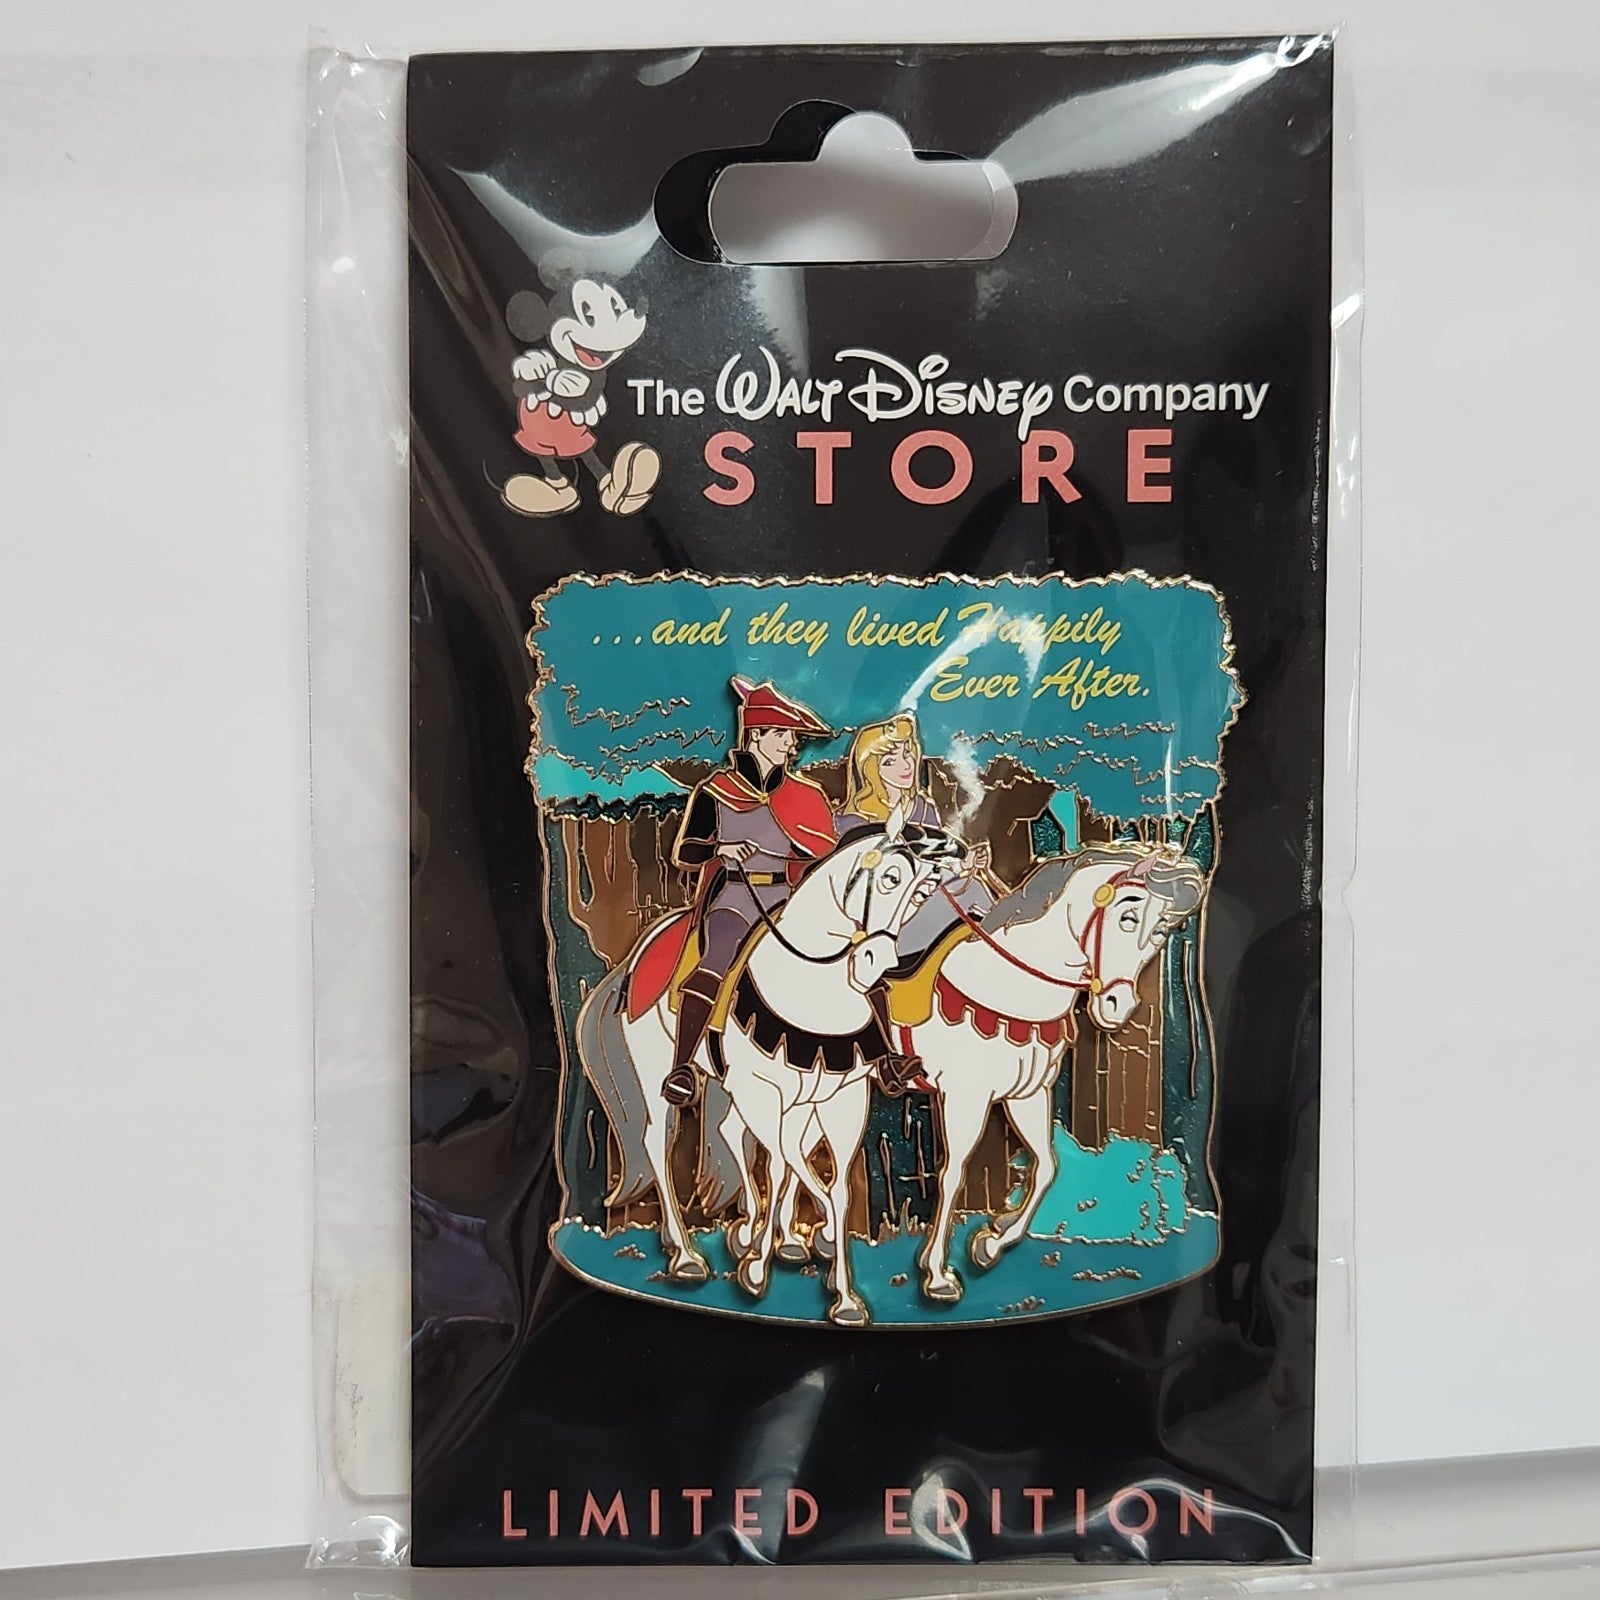 The WALT DISNEY Company
STORE
...and they lived Happily
Ever After.
LIMITED EDITION